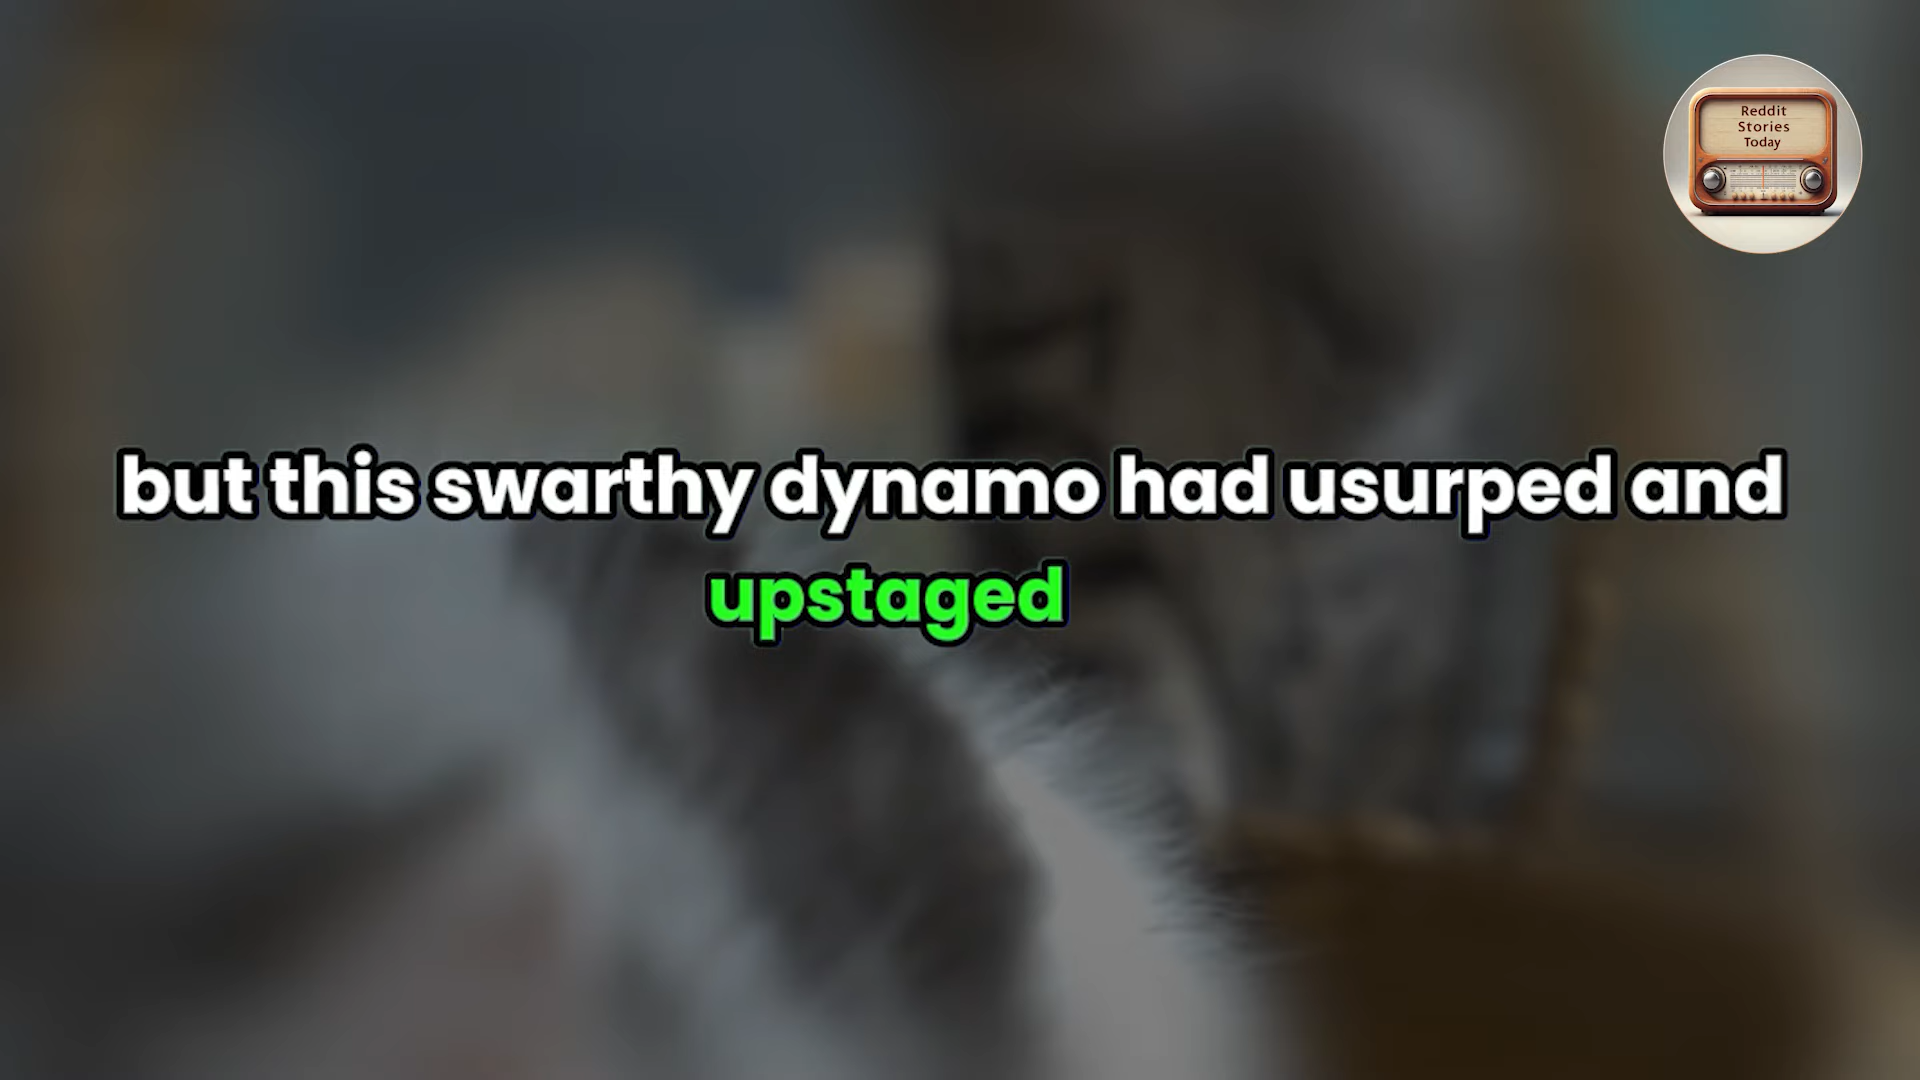 Reddit
Stories
Today
but this swarthy dynamo had usurped and
upstaged